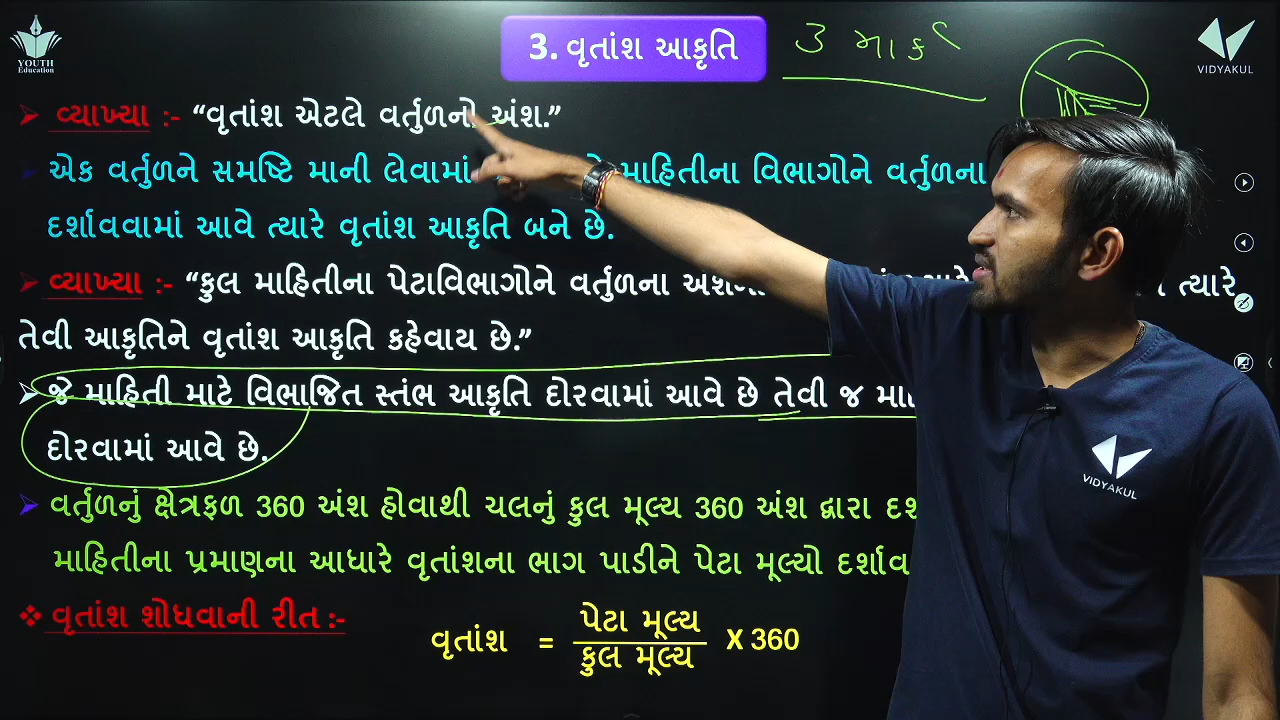 YOUTH
Education
3. વૃતાંશ આકૃતિ
૩ માર્ક
VIDYAKUL
➢ વ્યાખ્યા :- “વૃતાંશ એટલે વર્તુળનો અંશ.”
એક વર્તુળને સમષ્ટિ માની લેવામાં માહિતીના વિભાગોને વર્તુળના
દર્શાવવામાં આવે ત્યારે વૃતાંશ આકૃતિ બને છે.
➢ વ્યાખ્યા :- “કુલ માહિતીના પેટાવિભાગોને વર્તુળના ત્યારે
તેવી આકૃતિને વૃતાંશ આકૃતિ કહેવાય છે.”
➢ જે માહિતી માટે વિભાજિત સ્તંભ આકૃતિ દોરવામાં આવે છે તેવી જ
દોરવામાં આવે છે.
➢ વર્તુળનું ક્ષેત્રફળ 360 અંશ હોવાથી ચલનું કુલ મૂલ્ય 360 અંશ દ્વારા
માહિતીના પ્રમાણના આધારે વૃતાંશના ભાગ પાડીને પેટા મૂલ્યો
❖ વૃતાંશ શોધવાની રીત :-
વૃતાંશ = પેટા મૂલ્ય / કુલ મૂલ્ય X 360
VIDYAKUL